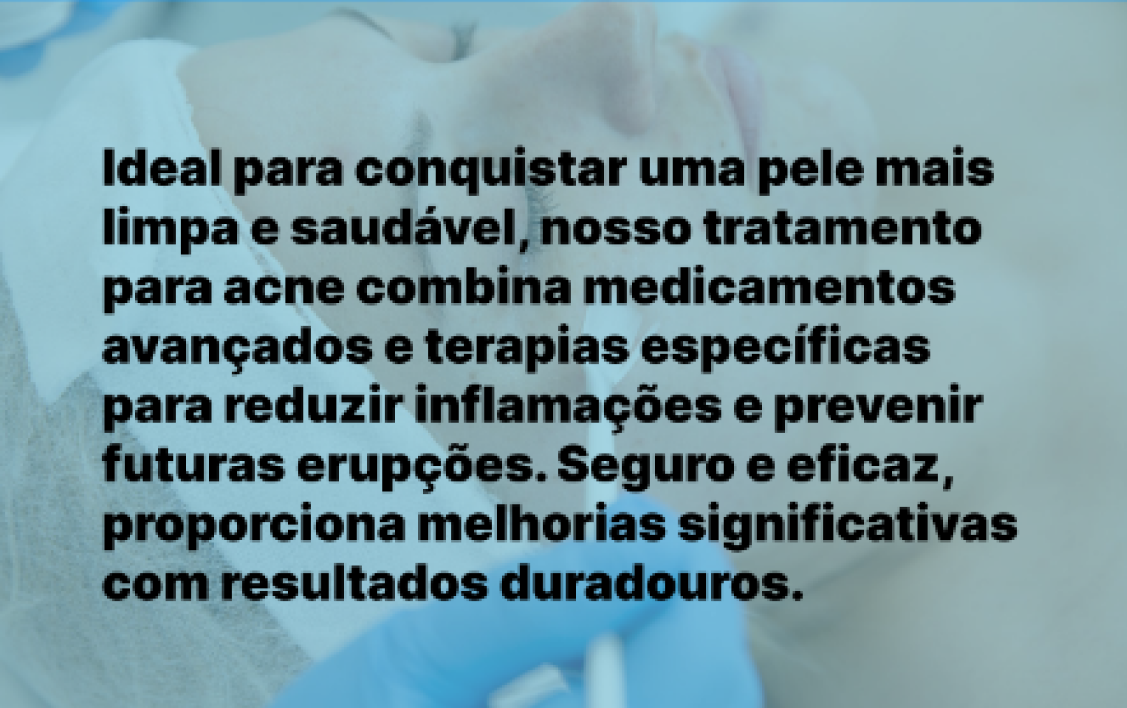 Ideal para conquistar uma pele mais
limpa e saudável, nosso tratamento
para acne combina medicamentos
avançados e terapias específicas
para reduzir inflamações e prevenir
futuras erupções. Seguro e eficaz,
proporciona melhorias significativas
com resultados duradouros.